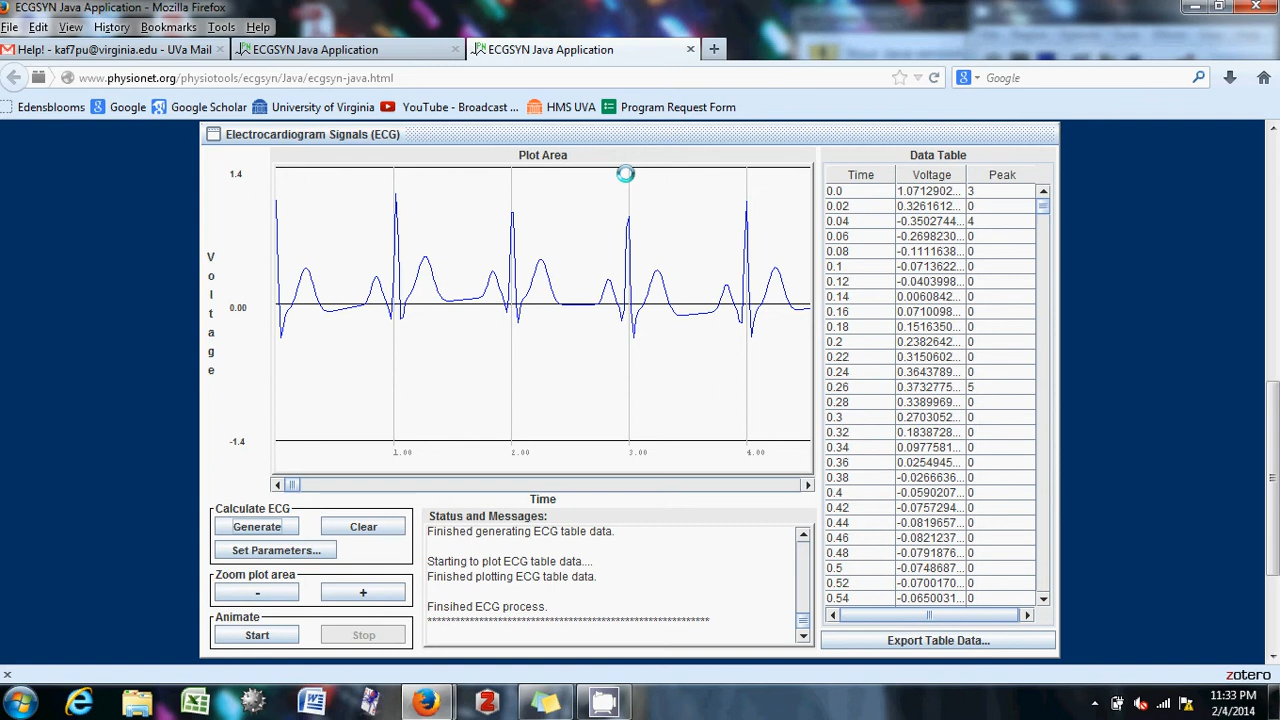 ECGSYN Java Application - Mozilla Firefox
File Edit View History Bookmarks Tools Help
Help! - kaf7pu@virginia.edu - UVa Mail × ECGSYN Java Application × ECGSYN Java Application × +
www.physionet.org/physiotools/ecgsyn/Java/ecgsyn-java.html Google
Edensblooms Google Google Scholar University of Virginia YouTube - Broadcast ... HMS UVA Program Request Form
Electrocardiogram Signals (ECG)
Plot Area
1.4
0.00
-1.4
Voltage
1.00 2.00 3.00 4.00
Time
Data Table
Time Voltage Peak
0.0 1.0712902... 3
0.02 0.3261612... 0
0.04 -0.3502744... 4
0.06 -0.2698230... 0
0.08 -0.1111638... 0
0.1 -0.0713622... 0
0.12 -0.0403998... 0
0.14 0.0060842... 0
0.16 0.0710098... 0
0.18 0.1516350... 0
0.2 0.2382642... 0
0.22 0.3150602... 0
0.24 0.3643789... 0
0.26 0.3732775... 5
0.28 0.3389969... 0
0.3 0.2703052... 0
0.32 0.1838728... 0
0.34 0.0977581... 0
0.36 0.0254945... 0
0.38 -0.0266636... 0
0.4 -0.0590207... 0
0.42 -0.0757294... 0
0.44 -0.0819657... 0
0.46 -0.0821237... 0
0.48 -0.0791876... 0
0.5 -0.0748687... 0
0.52 -0.0700170... 0
0.54 -0.0650031... 0
Export Table Data...
Calculate ECG
Generate Clear
Set Parameters...
Zoom plot area
- +
Animate
Start Stop
Status and Messages:
Finished generating ECG table data.
Starting to plot ECG table data....
Finished plotting ECG table data.
Finsihed ECG process.
************************************************************
× zotero
11:33 PM
2/4/2014